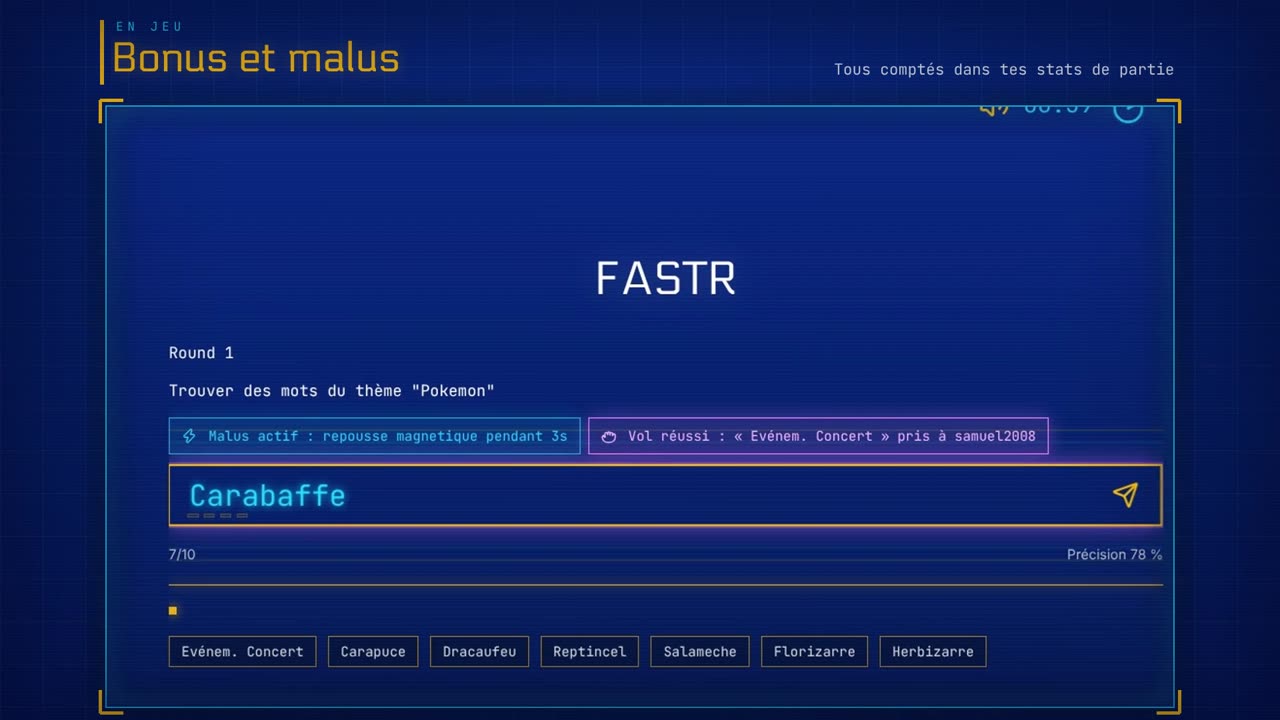 EN JEU
Bonus et malus
Tous comptés dans tes stats de partie
FASTR
Round 1
Trouver des mots du thème "Pokemon"
Malus actif : repousse magnetique pendant 3s
Vol réussi : « Evénem. Concert » pris à samuel2008
Carabaffe
7/10
Précision 78 %
Evénem. Concert
Carapuce
Dracaufeu
Reptincel
Salameche
Florizarre
Herbizarre